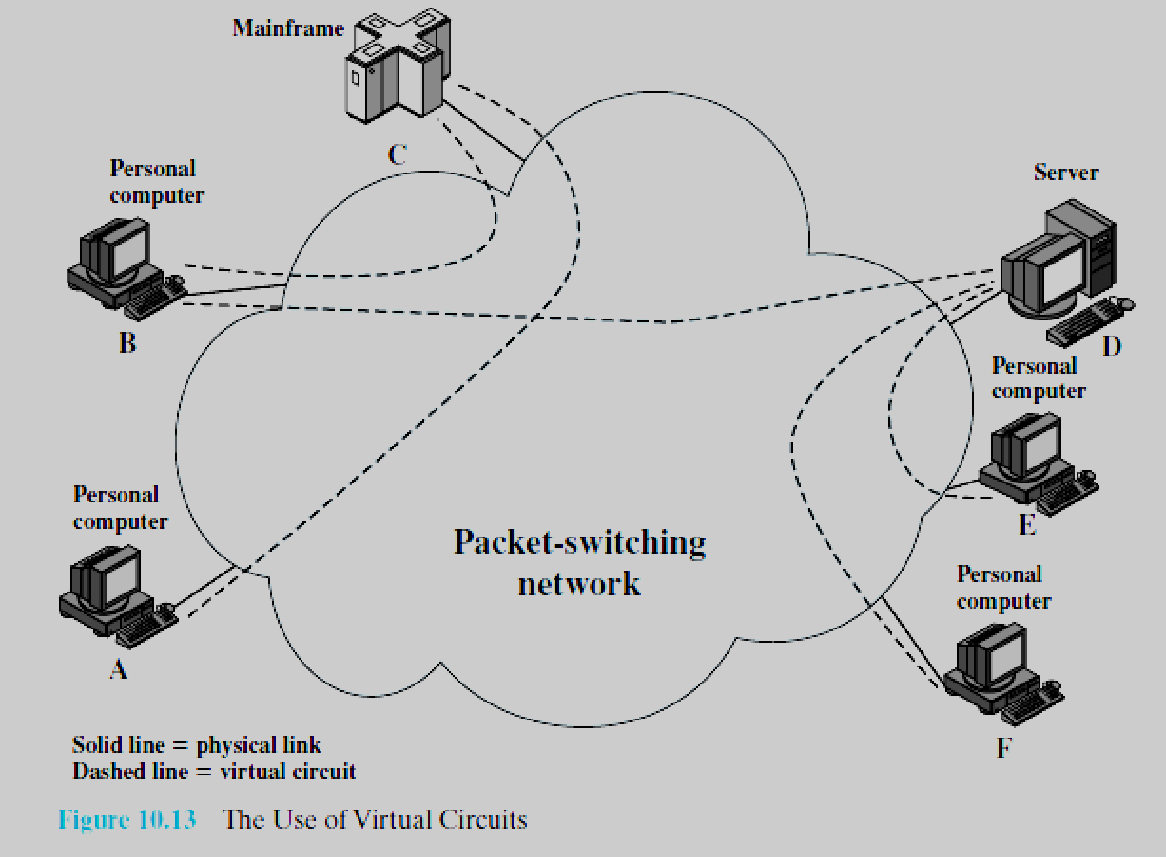 Mainframe
C
Personal
computer
B
Server
D
Personal
computer
E
Personal
computer
A
Packet-switching
network
Personal
computer
F
Solid line = physical link
Dashed line = virtual circuit
Figure 10.13 The Use of Virtual Circuits